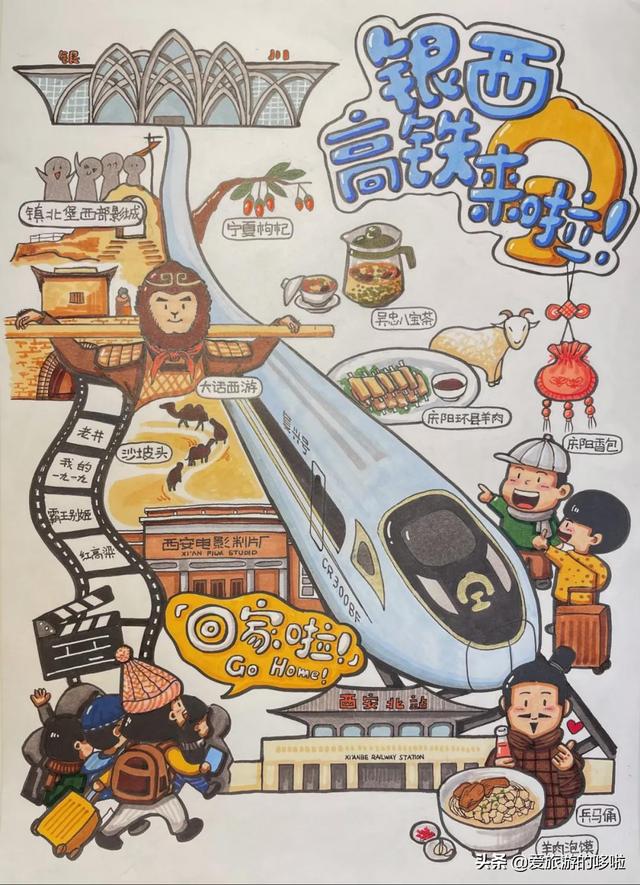 银川
银西
高铁来啦!
镇北堡西部影城
宁夏枸杞
吴忠八宝茶
大话西游
庆阳环县羊肉
庆阳香包
复兴号
老井
我的
一九一九
沙坡头
霸王别姬
西安电影制片厂
XI'AN FILM STUDIO
红高粱
CR300BF
回家啦!
Go Home!
西安北站
XI'ANBE RAILWAY STATION
兵马俑
羊肉泡馍
头条 @爱旅游的哆啦